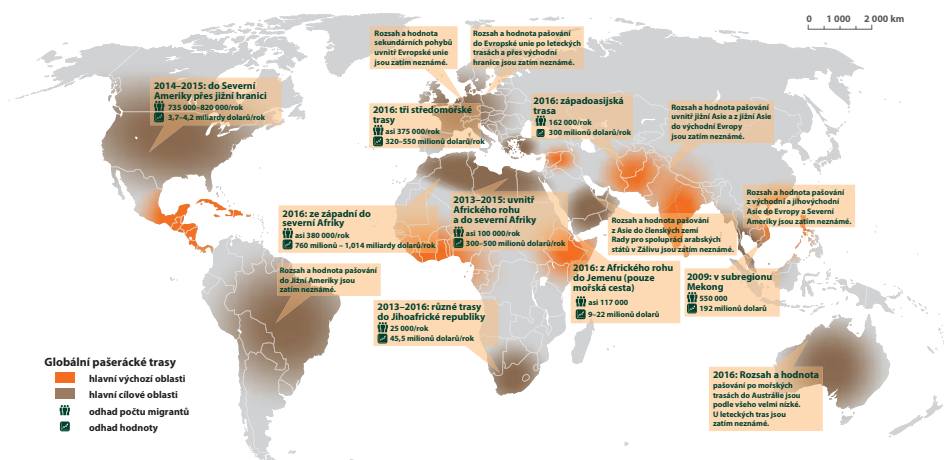 0 1 000 2 000 km
Rozsah a hodnota
sekundárních pohybů
uvnitř Evropské unie
jsou zatím neznámé.
Rozsah a hodnota pašování
do Evropské unie po leteckých
trasách a přes východní
hranice jsou zatím neznámé.
2014–2015: do Severní
Ameriky přes jižní hranici
735 000–820 000/rok
3,7–4,2 miliardy dolarů/rok
2016: tři středomořské
trasy
asi 375 000/rok
320–550 milionů dolarů/rok
2016: západoasijská
trasa
162 000/rok
300 milionů dolarů/rok
Rozsah a hodnota pašování
uvnitř jižní Asie a z jižní Asie
do východní Evropy
jsou zatím neznámé.
2016: ze západní do
severní Afriky
asi 380 000/rok
760 milionů – 1,014 miliardy dolarů/rok
2013–2015: uvnitř
Afrického rohu
a do severní Afriky
asi 100 000/rok
300–500 milionů dolarů/rok
Rozsah a hodnota pašování
z Asie do členských zemí
Rady pro spolupráci arabských
států v Zálivu jsou zatím neznámé.
Rozsah a hodnota pašování
z východní a jihovýchodní
Asie do Evropy a Severní
Ameriky jsou zatím neznámé.
Rozsah a hodnota pašování
do Jižní Ameriky jsou
zatím neznámé.
2016: z Afrického rohu
do Jemenu (pouze
mořská cesta)
asi 117 000
9–22 milionů dolarů
2009: v subregionu
Mekong
550 000
192 milionů dolarů
2013–2016: různé trasy
do Jihoafrické republiky
25 000/rok
45,5 milionů dolarů/rok
2016: Rozsah a hodnota
pašování po mořských
trasách do Austrálie jsou
podle všeho velmi nízké.
U leteckých tras jsou
zatím neznámé.
Globální pašerácké trasy
hlavní výchozí oblasti
hlavní cílové oblasti
odhad počtu migrantů
odhad hodnoty